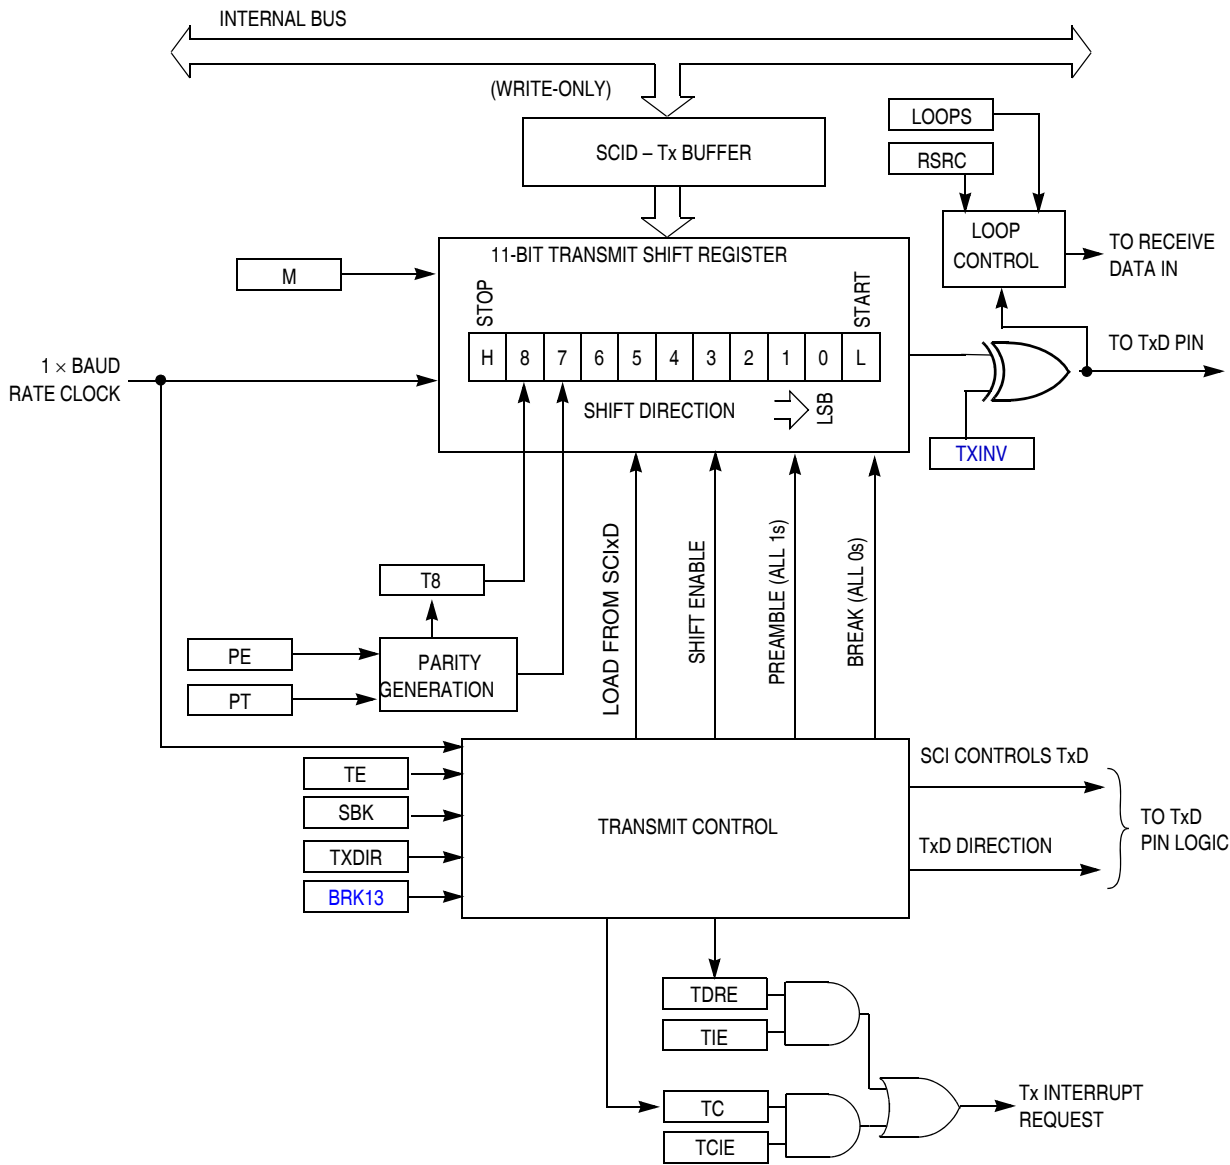 INTERNAL BUS
(WRITE-ONLY)
SCID – Tx BUFFER
LOOPS
RSRC
LOOP
CONTROL
TO RECEIVE
DATA IN
11-BIT TRANSMIT SHIFT REGISTER
M
STOP
START
H 8 7 6 5 4 3 2 1 0 L
1 × BAUD
RATE CLOCK
SHIFT DIRECTION
LSB
TO TxD PIN
TXINV
LOAD FROM SCIxD
SHIFT ENABLE
PREAMBLE (ALL 1s)
BREAK (ALL 0s)
T8
PE
PT
PARITY
GENERATION
TE
SBK
TXDIR
BRK13
TRANSMIT CONTROL
SCI CONTROLS TxD
TxD DIRECTION
TO TxD
PIN LOGIC
TDRE
TIE
TC
TCIE
Tx INTERRUPT
REQUEST